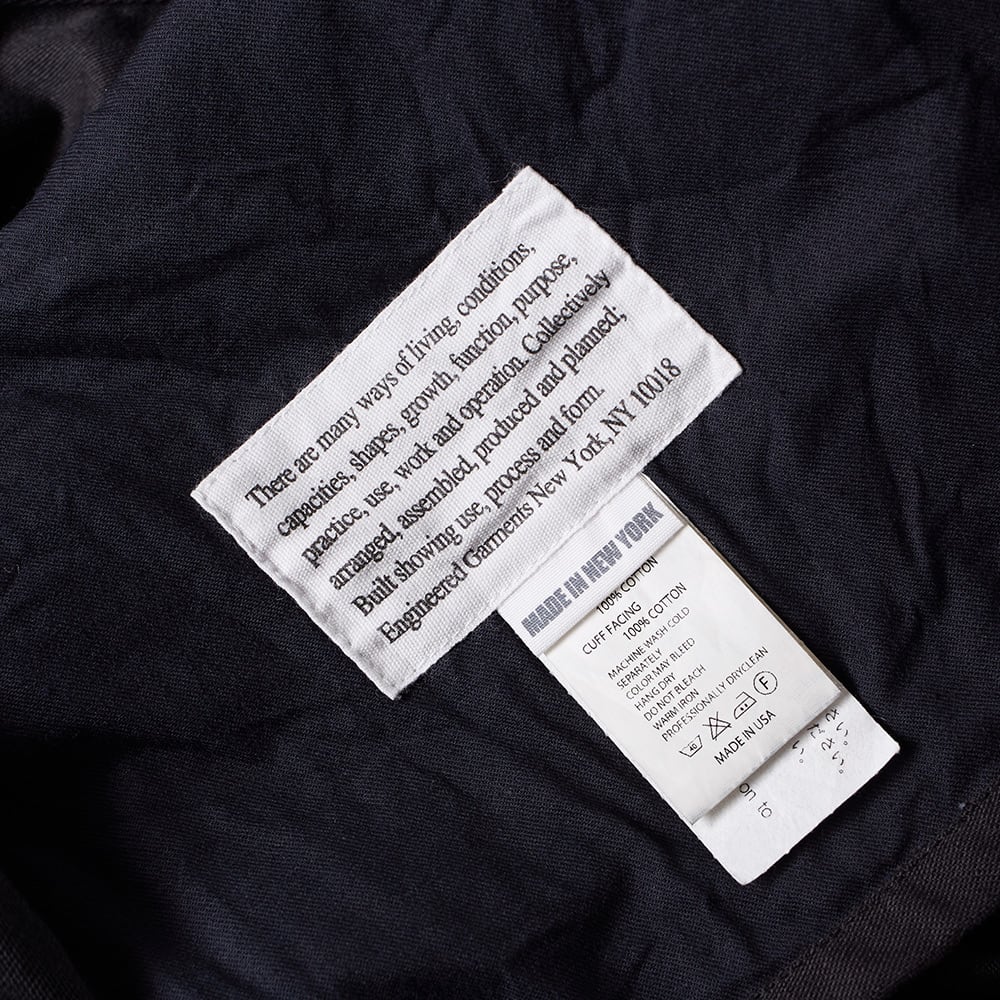 There are many ways of living, conditions,
capacities, shapes, growth, function, purpose,
practice, use, work and operation. Collectively
arranged, assembled, produced and planned;
Built showing use, process and form.
Engineered Garments New York, NY 10018
MADE IN NEW YORK
100% COTTON
CUFF FACING
100% COTTON
MACHINE WASH COLD
SEPARATELY
COLOR MAY BLEED
HANG DRY
DO NOT BLEACH
WARM IRON
PROFESSIONALLY DRYCLEAN
40 F
MADE IN USA
to